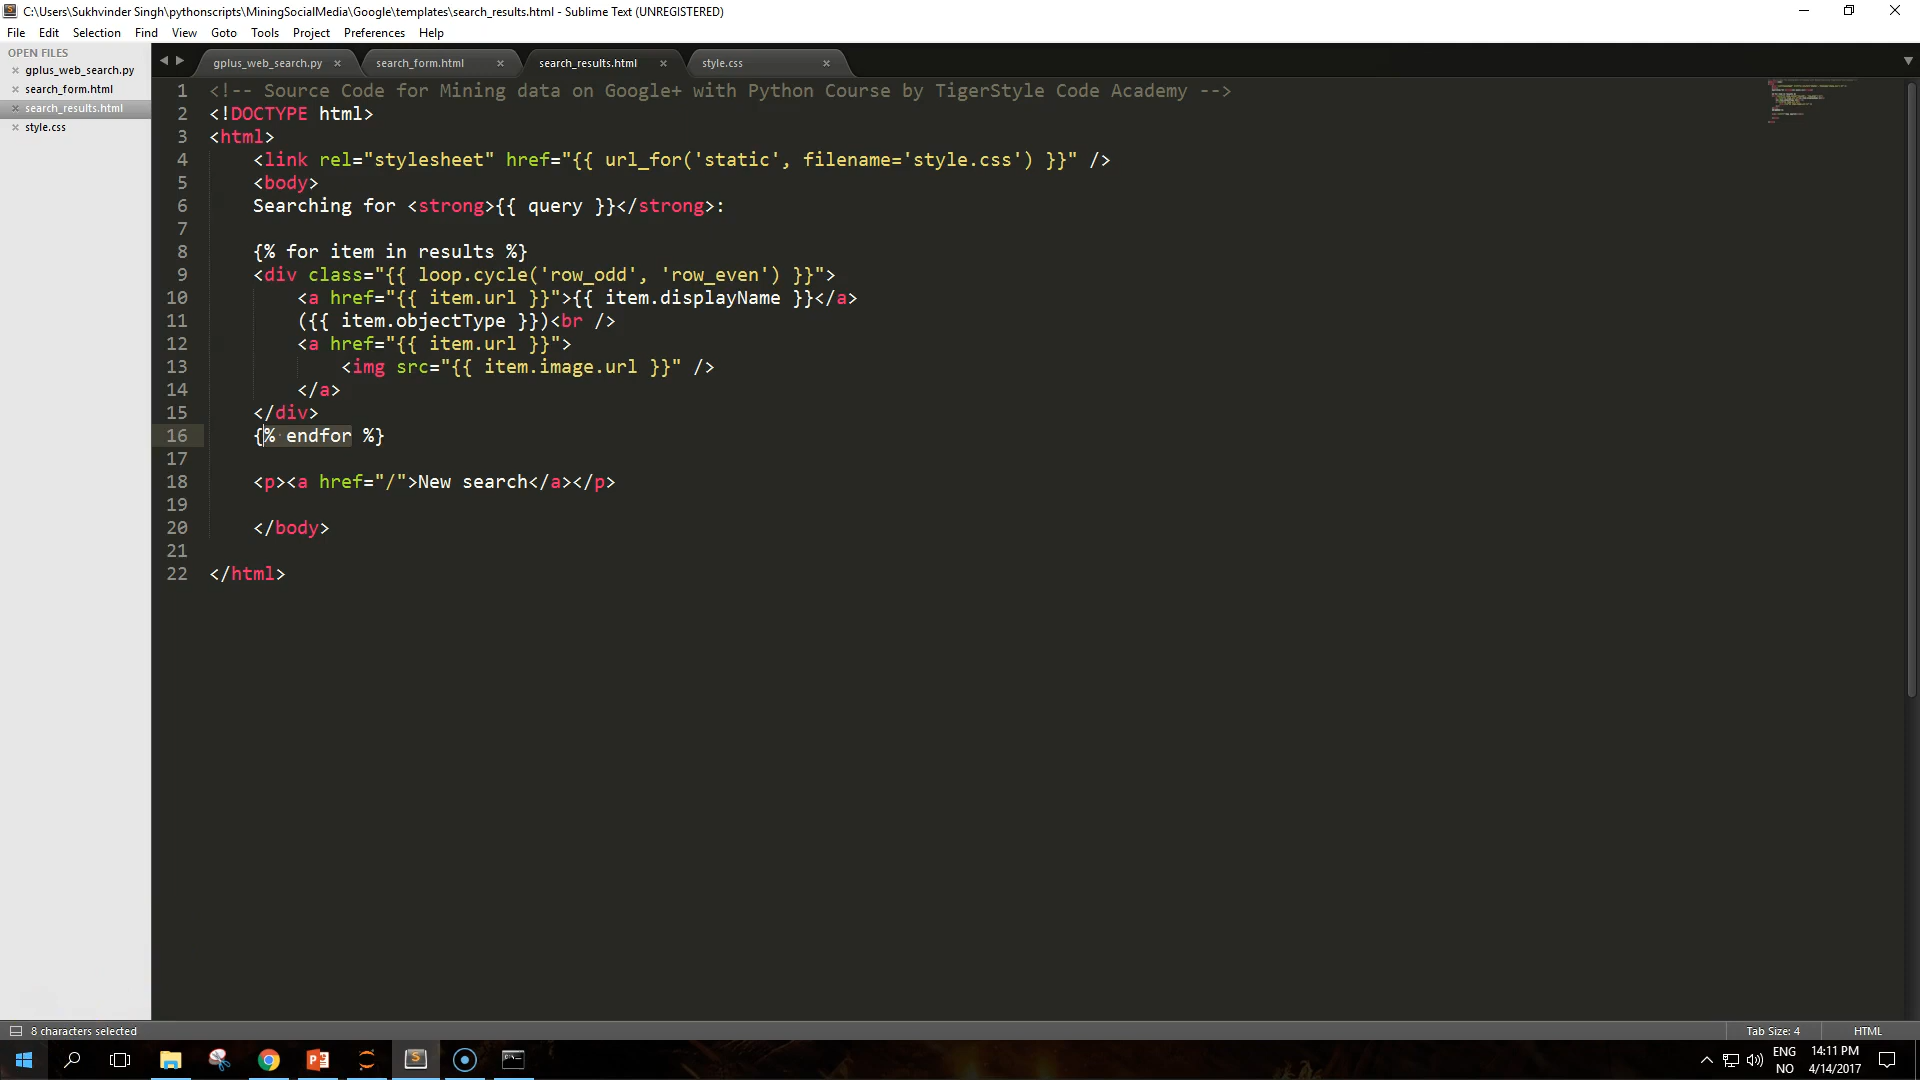 C:\Users\Sukhvinder Singh\pythonscripts\MiningSocialMedia\Google\templates\search_results.html - Sublime Text (UNREGISTERED)
File Edit Selection Find View Goto Tools Project Preferences Help
OPEN FILES
gplus_web_search.py
search_form.html
search_results.html
style.css
gplus_web_search.py search_form.html search_results.html style.css
1 <!-- Source Code for Mining data on Google+ with Python Course by TigerStyle Code Academy -->
2 <!DOCTYPE html>
3 <html>
4     <link rel="stylesheet" href="{{ url_for('static', filename='style.css') }}" />
5     <body>
6     Searching for <strong>{{ query }}</strong>:
7
8     {% for item in results %}
9     <div class="{{ loop.cycle('row_odd', 'row_even') }}">
10         <a href="{{ item.url }}">{{ item.displayName }}</a>
11         ({{ item.objectType }})<br />
12         <a href="{{ item.url }}">
13             <img src="{{ item.image.url }}" />
14         </a>
15     </div>
16     {% endfor %}
17
18     <p><a href="/">New search</a></p>
19
20     </body>
21
22 </html>
8 characters selected
Tab Size: 4 HTML
ENG
NO
14:11 PM
4/14/2017